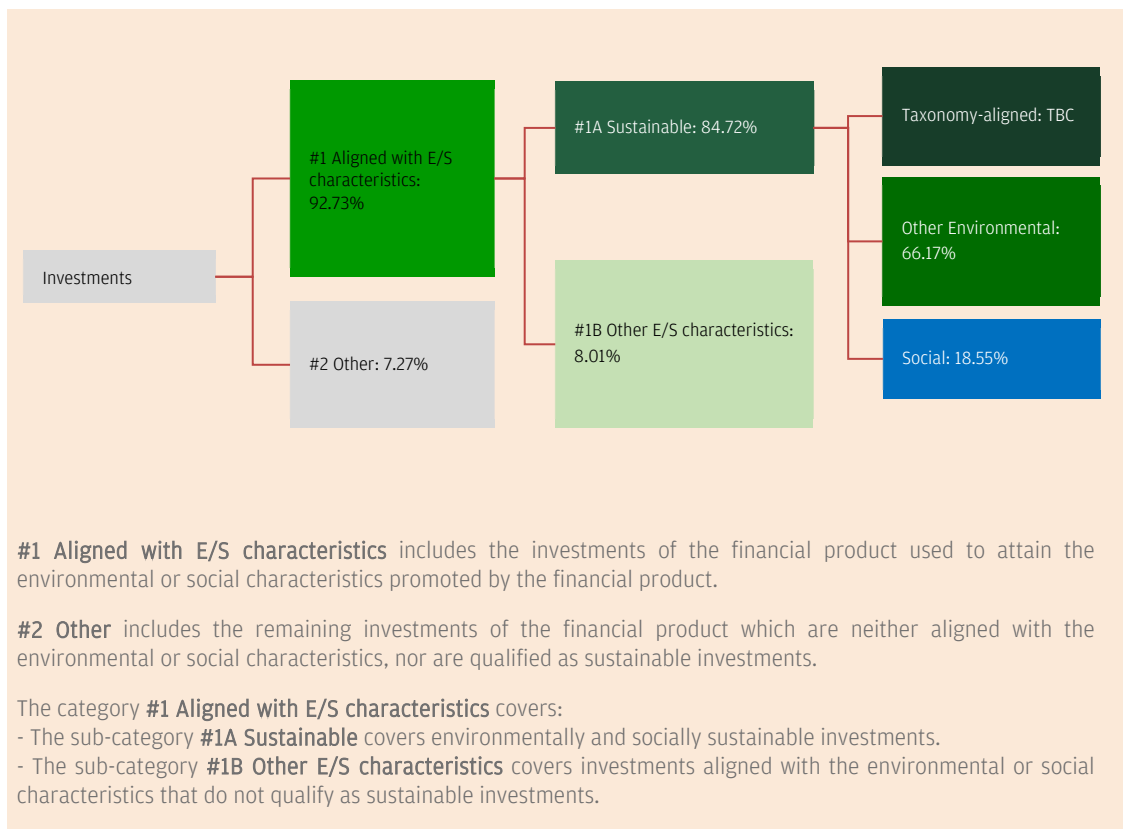 Investments
#1 Aligned with E/S
characteristics:
92.73%
#2 Other: 7.27%
#1A Sustainable: 84.72%
#1B Other E/S characteristics:
8.01%
Taxonomy-aligned: TBC
Other Environmental:
66.17%
Social: 18.55%
#1 Aligned with E/S characteristics includes the investments of the financial product used to attain the
environmental or social characteristics promoted by the financial product.
#2 Other includes the remaining investments of the financial product which are neither aligned with the
environmental or social characteristics, nor are qualified as sustainable investments.
The category #1 Aligned with E/S characteristics covers:
- The sub-category #1A Sustainable covers environmentally and socially sustainable investments.
- The sub-category #1B Other E/S characteristics covers investments aligned with the environmental or social
characteristics that do not qualify as sustainable investments.